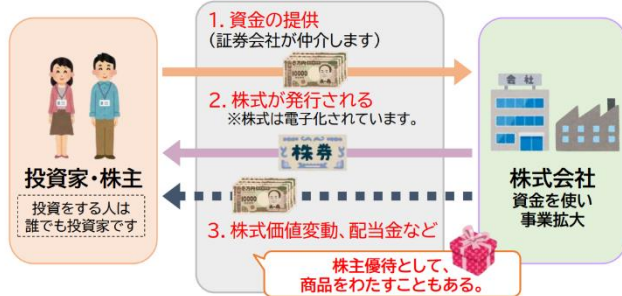 1. 資金の提供
(証券会社が仲介します)
10000
2. 株式が発行される
※株式は電子化されています。
株券
10000
3. 株式価値変動、配当金など
株主優待として、
商品をわたすこともある。
投資家・株主
投資をする人は
誰でも投資家です
会社
株式会社
資金を使い
事業拡大